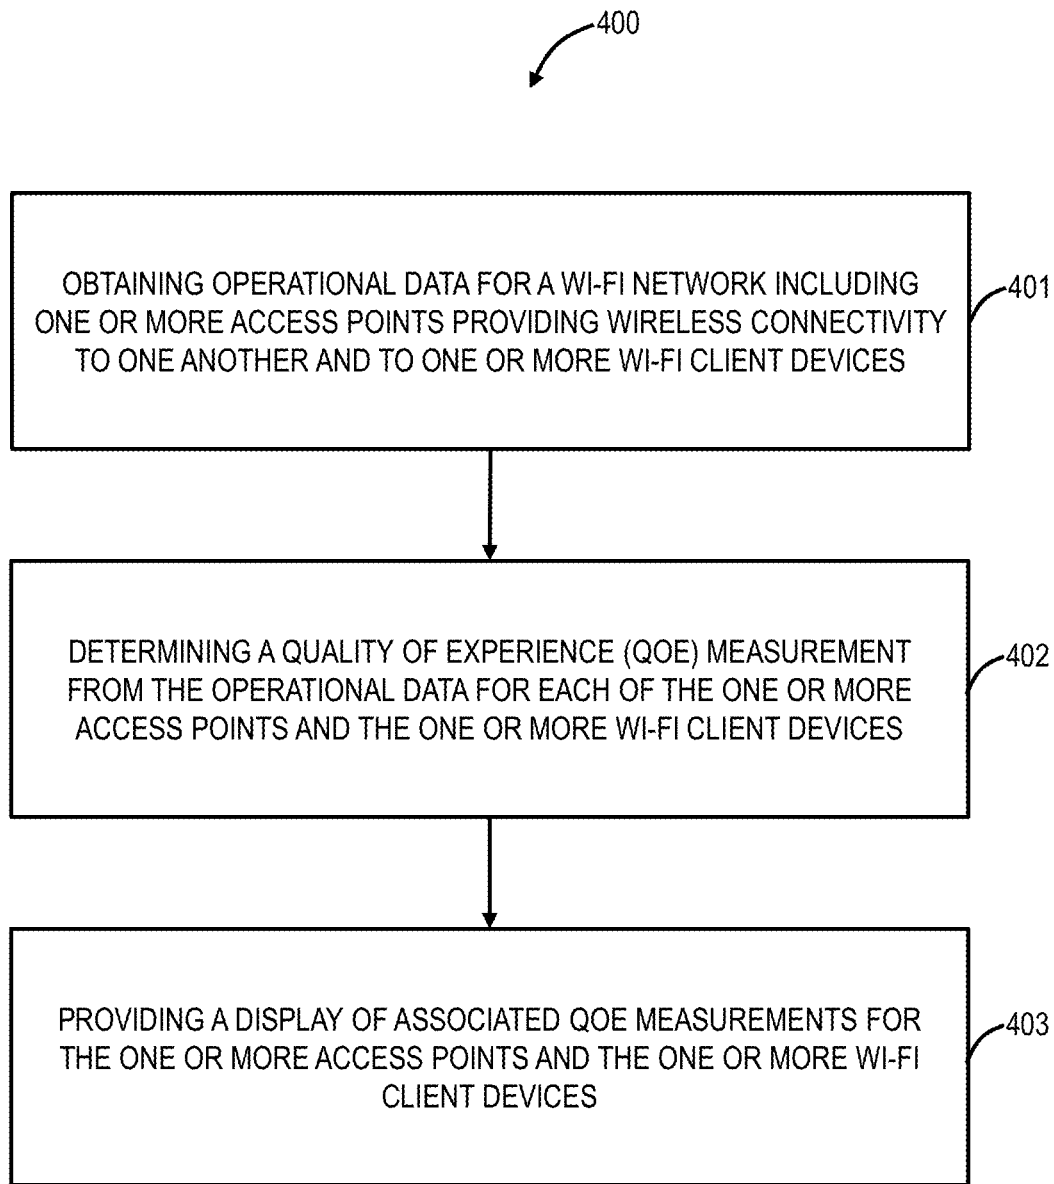 400
OBTAINING OPERATIONAL DATA FOR A WI-FI NETWORK INCLUDING
ONE OR MORE ACCESS POINTS PROVIDING WIRELESS CONNECTIVITY
TO ONE ANOTHER AND TO ONE OR MORE WI-FI CLIENT DEVICES
401
DETERMINING A QUALITY OF EXPERIENCE (QOE) MEASUREMENT
FROM THE OPERATIONAL DATA FOR EACH OF THE ONE OR MORE
ACCESS POINTS AND THE ONE OR MORE WI-FI CLIENT DEVICES
402
PROVIDING A DISPLAY OF ASSOCIATED QOE MEASUREMENTS FOR
THE ONE OR MORE ACCESS POINTS AND THE ONE OR MORE WI-FI
CLIENT DEVICES
403